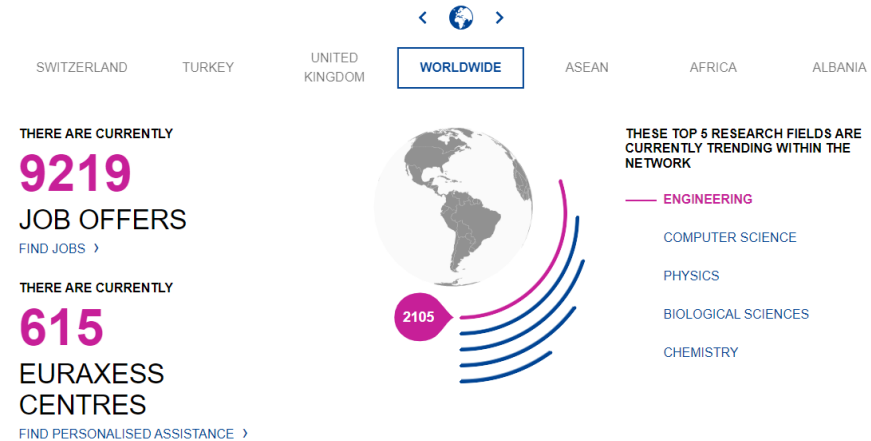 SWITZERLAND
TURKEY
UNITED
KINGDOM
WORLDWIDE
ASEAN
AFRICA
ALBANIA
THERE ARE CURRENTLY
9219
JOB OFFERS
FIND JOBS ›
THERE ARE CURRENTLY
615
EURAXESS
CENTRES
FIND PERSONALISED ASSISTANCE ›
2105
THESE TOP 5 RESEARCH FIELDS ARE
CURRENTLY TRENDING WITHIN THE
NETWORK
ENGINEERING
COMPUTER SCIENCE
PHYSICS
BIOLOGICAL SCIENCES
CHEMISTRY